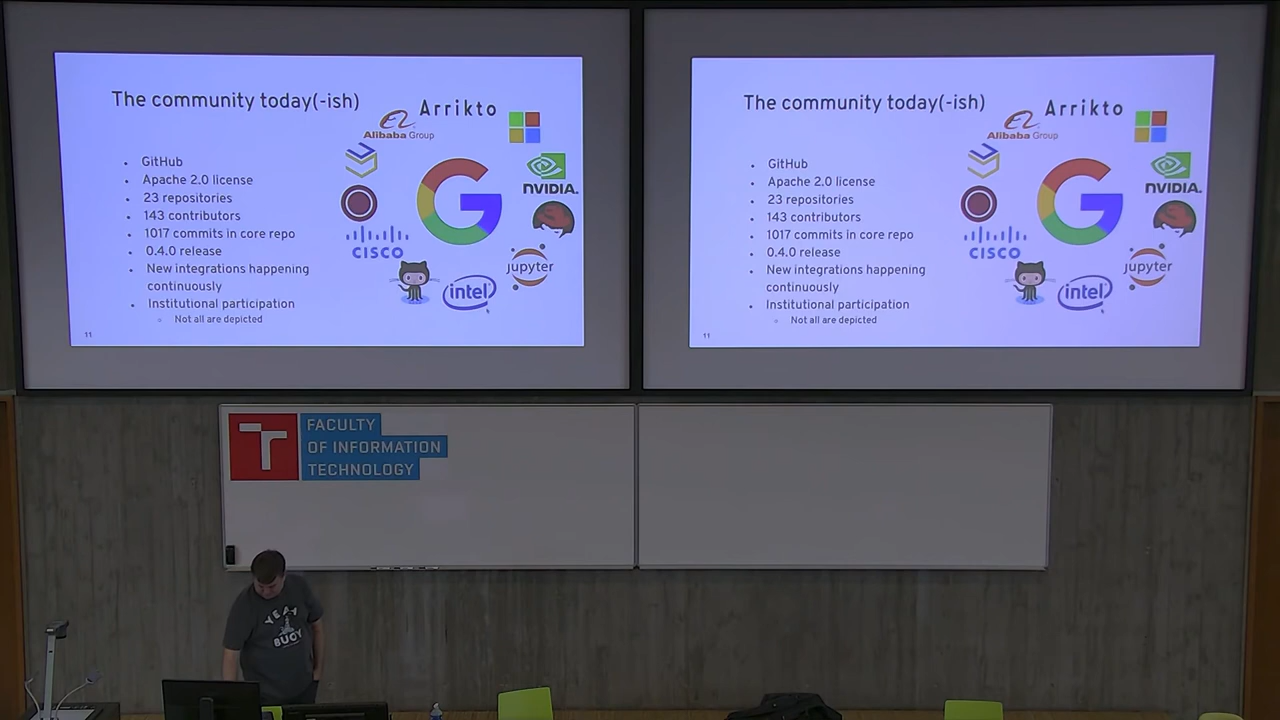 The community today(-ish)
GitHub
Apache 2.0 license
23 repositories
143 contributors
1017 commits in core repo
0.4.0 release
New integrations happening
continuously
Institutional participation
Not all are depicted
11
Arrikto
Alibaba Group
NVIDIA.
CISCO
jupyter
intel
The community today(-ish)
GitHub
Apache 2.0 license
23 repositories
143 contributors
1017 commits in core repo
0.4.0 release
New integrations happening
continuously
Institutional participation
Not all are depicted
11
Arrikto
Alibaba Group
NVIDIA.
CISCO
jupyter
intel
FACULTY
OF INFORMATION
TECHNOLOGY
YEAH
BUOY